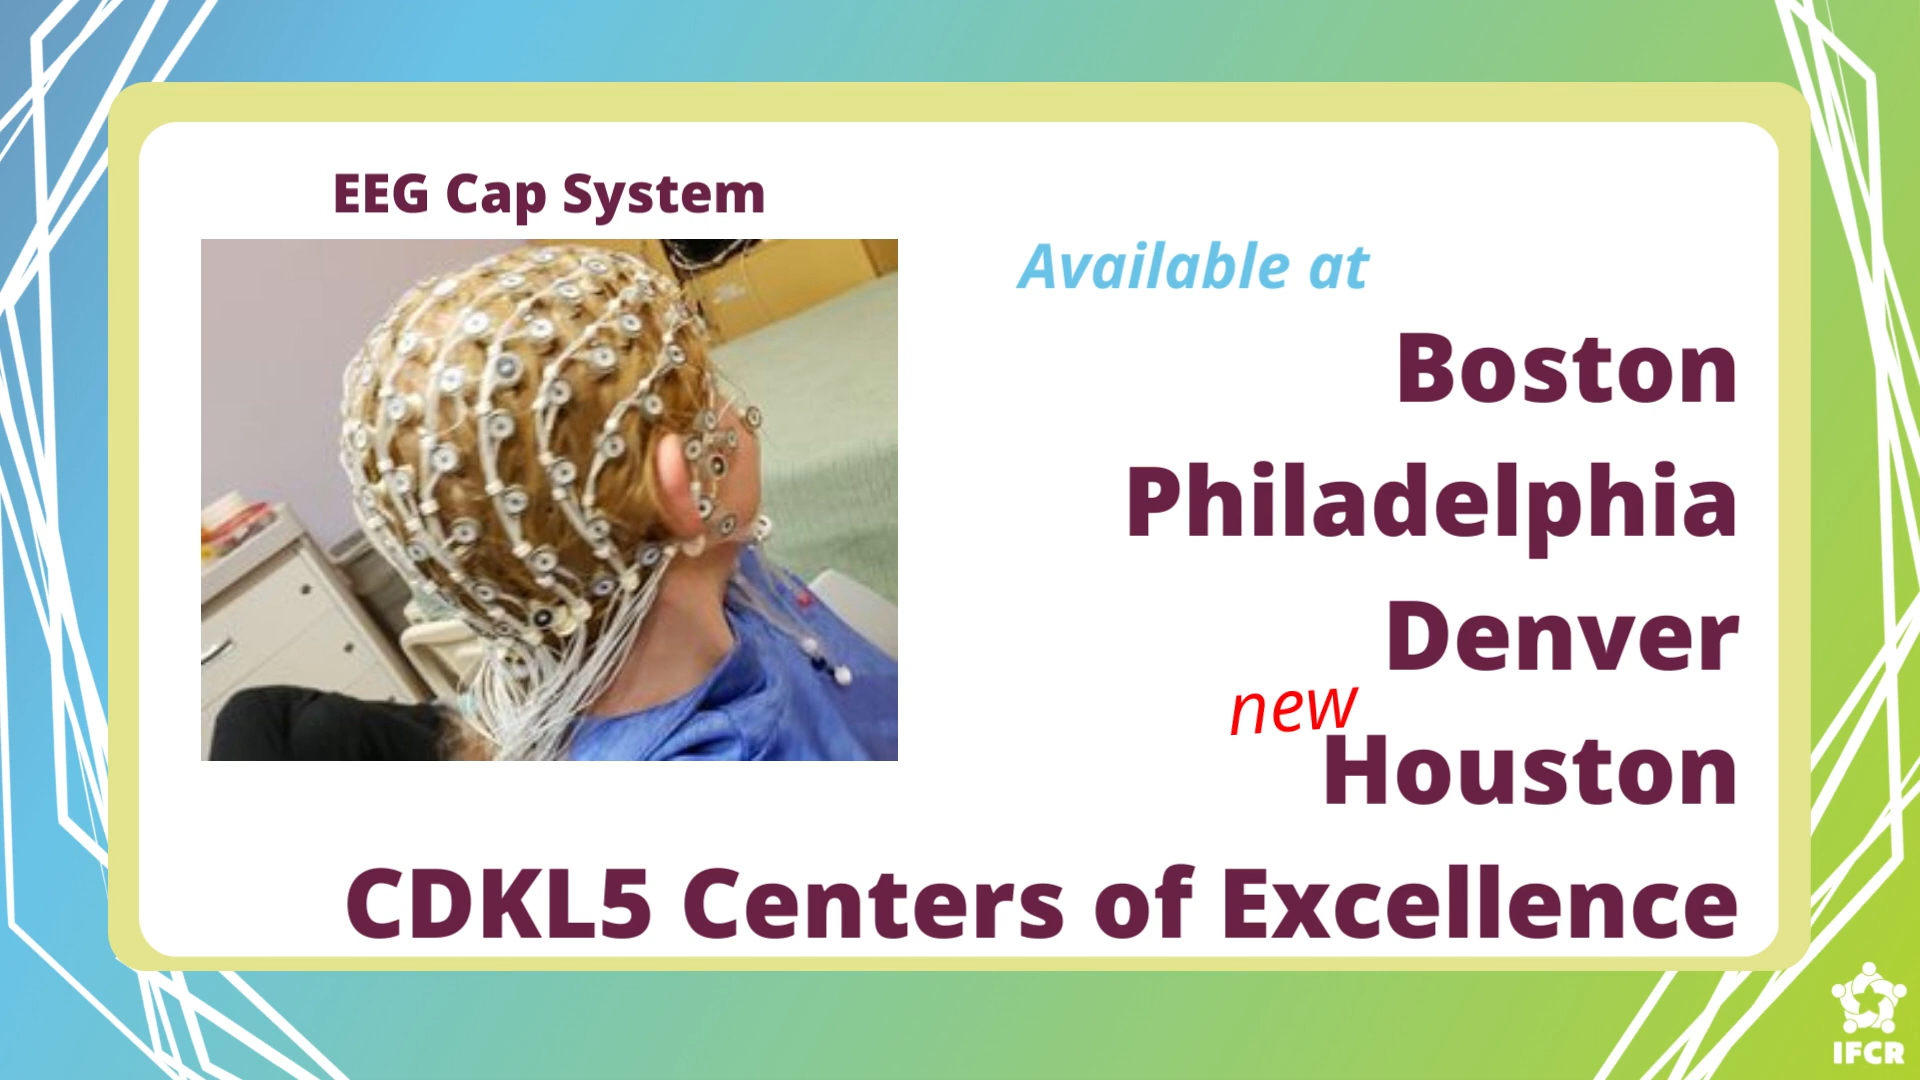 EEG Cap System
Available at
Boston
Philadelphia
Denver
new
Houston
CDKL5 Centers of Excellence
IFCR